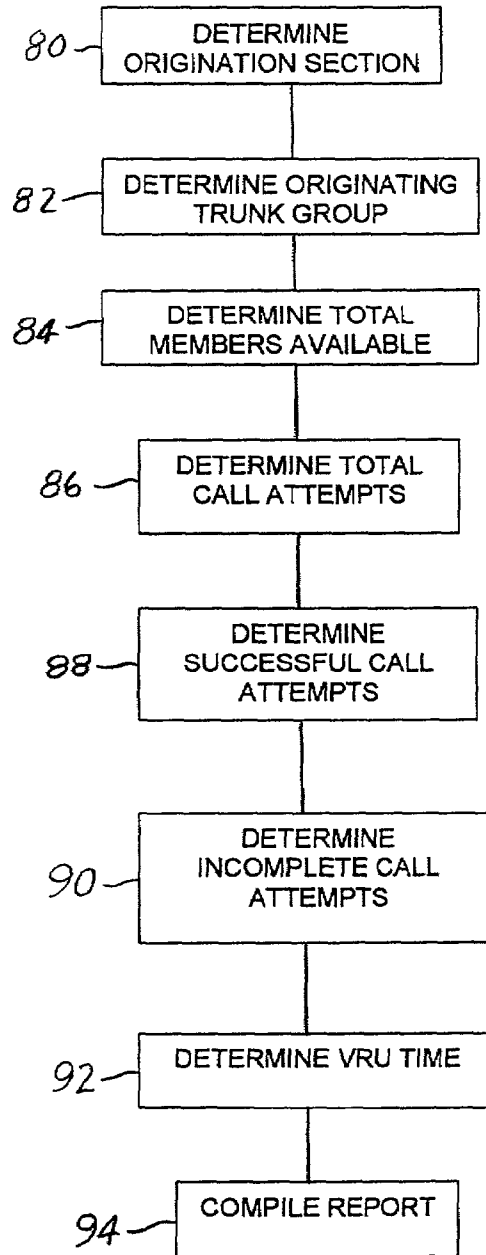 80
DETERMINE
ORIGINATION SECTION
82
DETERMINE ORIGINATING
TRUNK GROUP
84
DETERMINE TOTAL
MEMBERS AVAILABLE
86
DETERMINE TOTAL
CALL ATTEMPTS
88
DETERMINE
SUCCESSFUL CALL
ATTEMPTS
90
DETERMINE
INCOMPLETE CALL
ATTEMPTS
92
DETERMINE VRU TIME
94
COMPILE REPORT